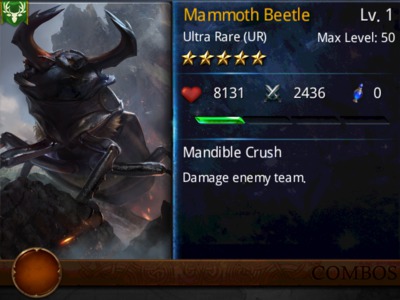 Mammoth Beetle Lv. 1
Ultra Rare (UR) Max Level: 50
8131 2436 0
Mandible Crush
Damage enemy team.
COMBOS